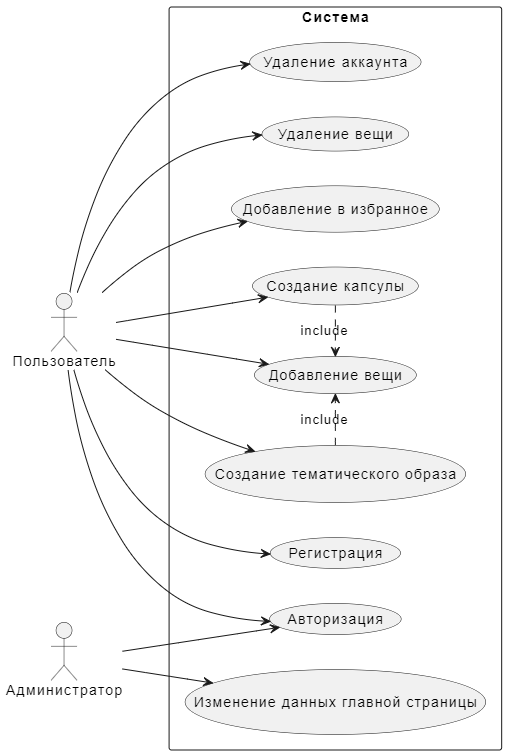 Система
Удаление аккаунта
Удаление вещи
Добавление в избранное
Создание капсулы
include
Пользователь
Добавление вещи
include
Создание тематического образа
Регистрация
Авторизация
Администратор
Изменение данных главной страницы